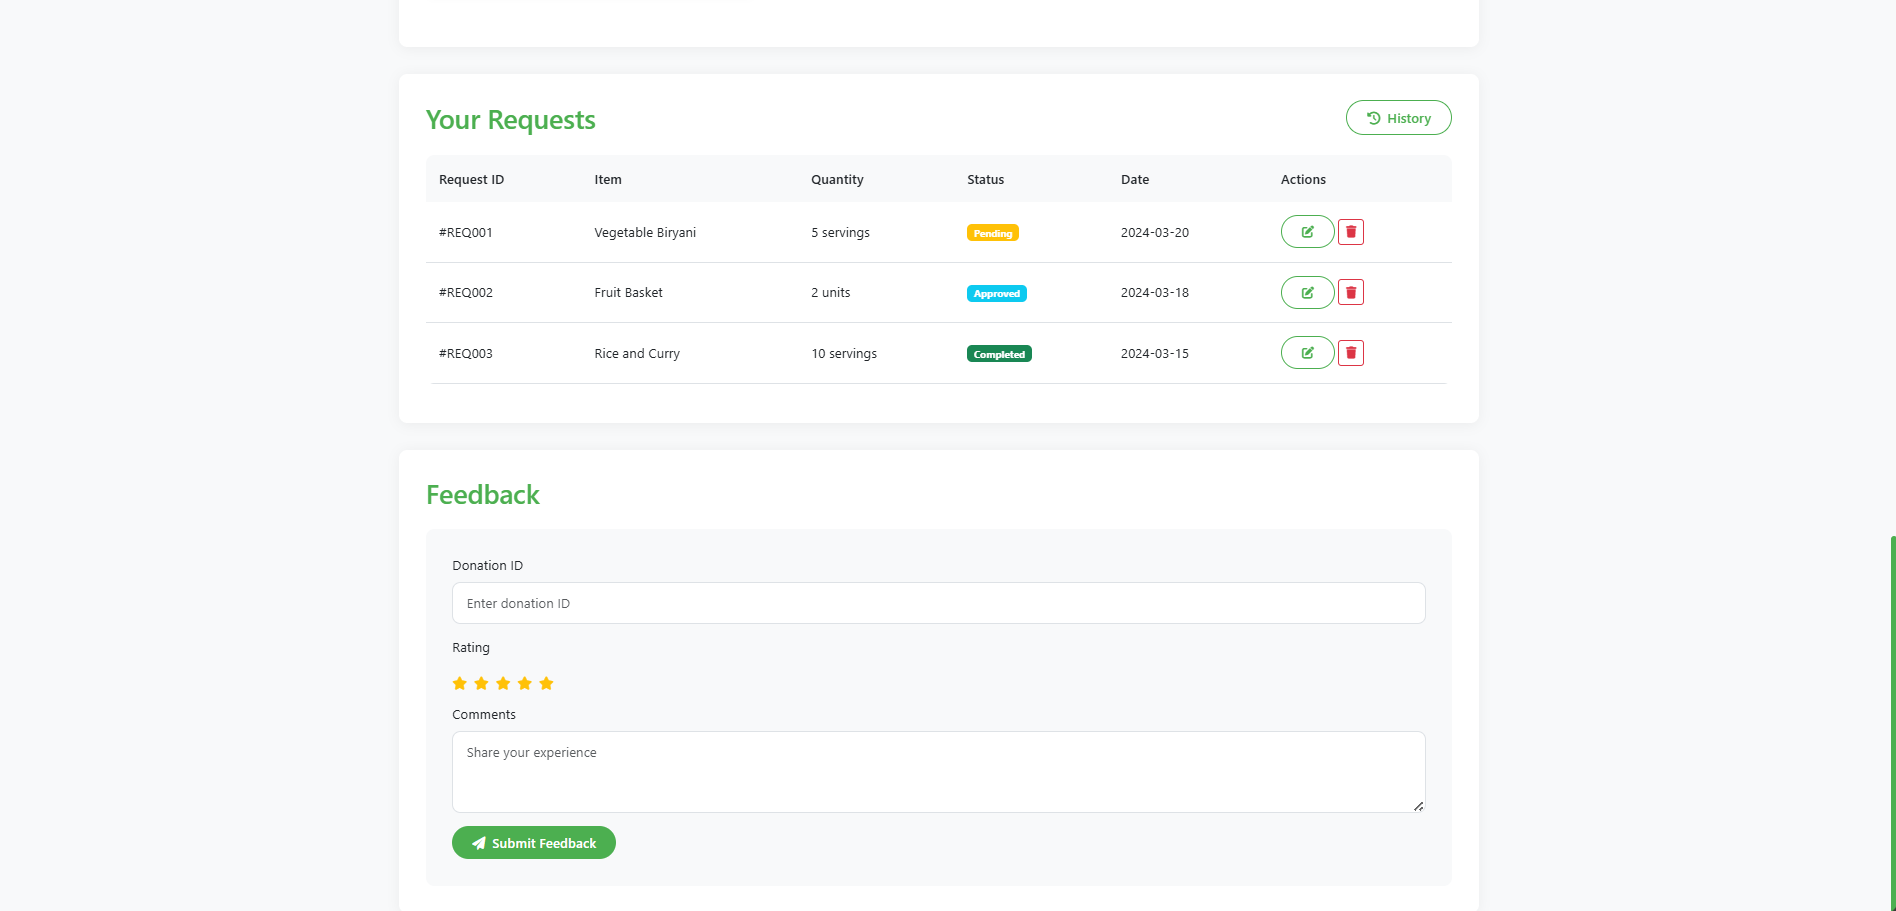 Your Requests
History
Request ID Item Quantity Status Date Actions
#REQ001 Vegetable Biryani 5 servings Pending 2024-03-20
#REQ002 Fruit Basket 2 units Approved 2024-03-18
#REQ003 Rice and Curry 10 servings Completed 2024-03-15
Feedback
Donation ID
Enter donation ID
Rating
Comments
Share your experience
Submit Feedback